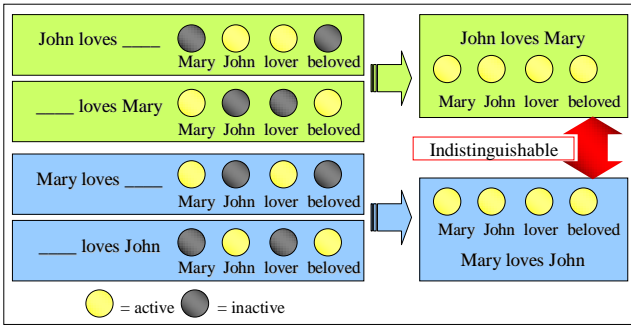 John loves ____
Mary John lover beloved
____ loves Mary
Mary John lover beloved
Mary loves ____
Mary John lover beloved
____ loves John
Mary John lover beloved
= active = inactive
John loves Mary
Mary John lover beloved
Indistinguishable
Mary John lover beloved
Mary loves John